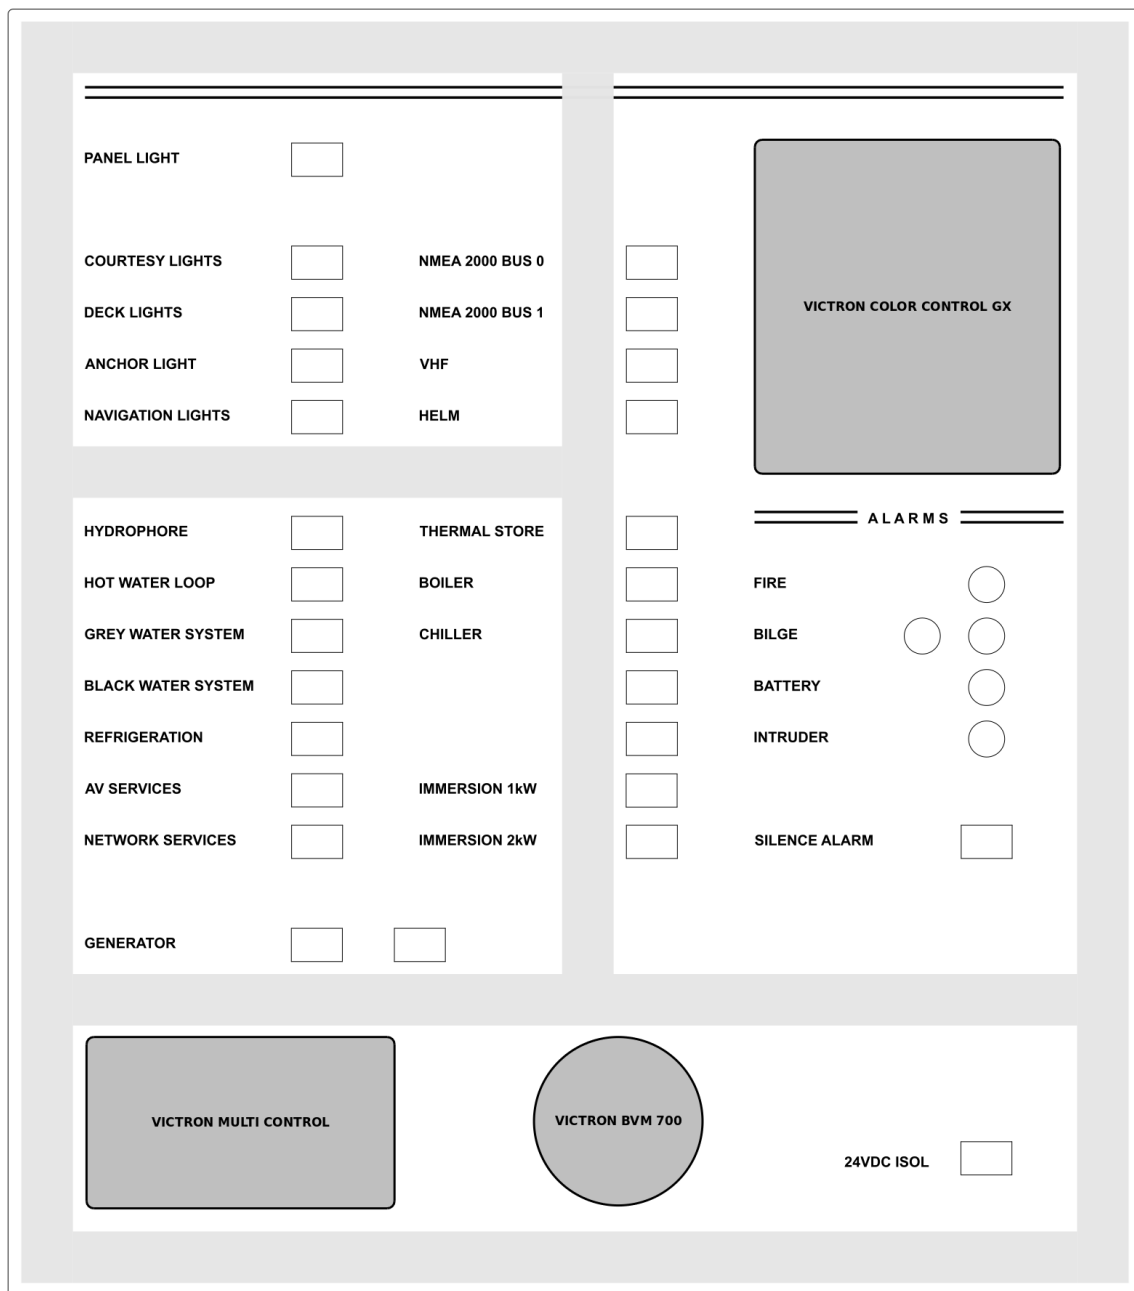 PANEL LIGHT
COURTESY LIGHTS
DECK LIGHTS
ANCHOR LIGHT
NAVIGATION LIGHTS
NMEA 2000 BUS 0
NMEA 2000 BUS 1
VHF
HELM
VICTRON COLOR CONTROL GX
HYDROPHORE
HOT WATER LOOP
GREY WATER SYSTEM
BLACK WATER SYSTEM
REFRIGERATION
AV SERVICES
NETWORK SERVICES
GENERATOR
THERMAL STORE
BOILER
CHILLER
IMMERSION 1kW
IMMERSION 2kW
ALARMS
FIRE
BILGE
BATTERY
INTRUDER
SILENCE ALARM
VICTRON MULTI CONTROL
VICTRON BVM 700
24VDC ISOL